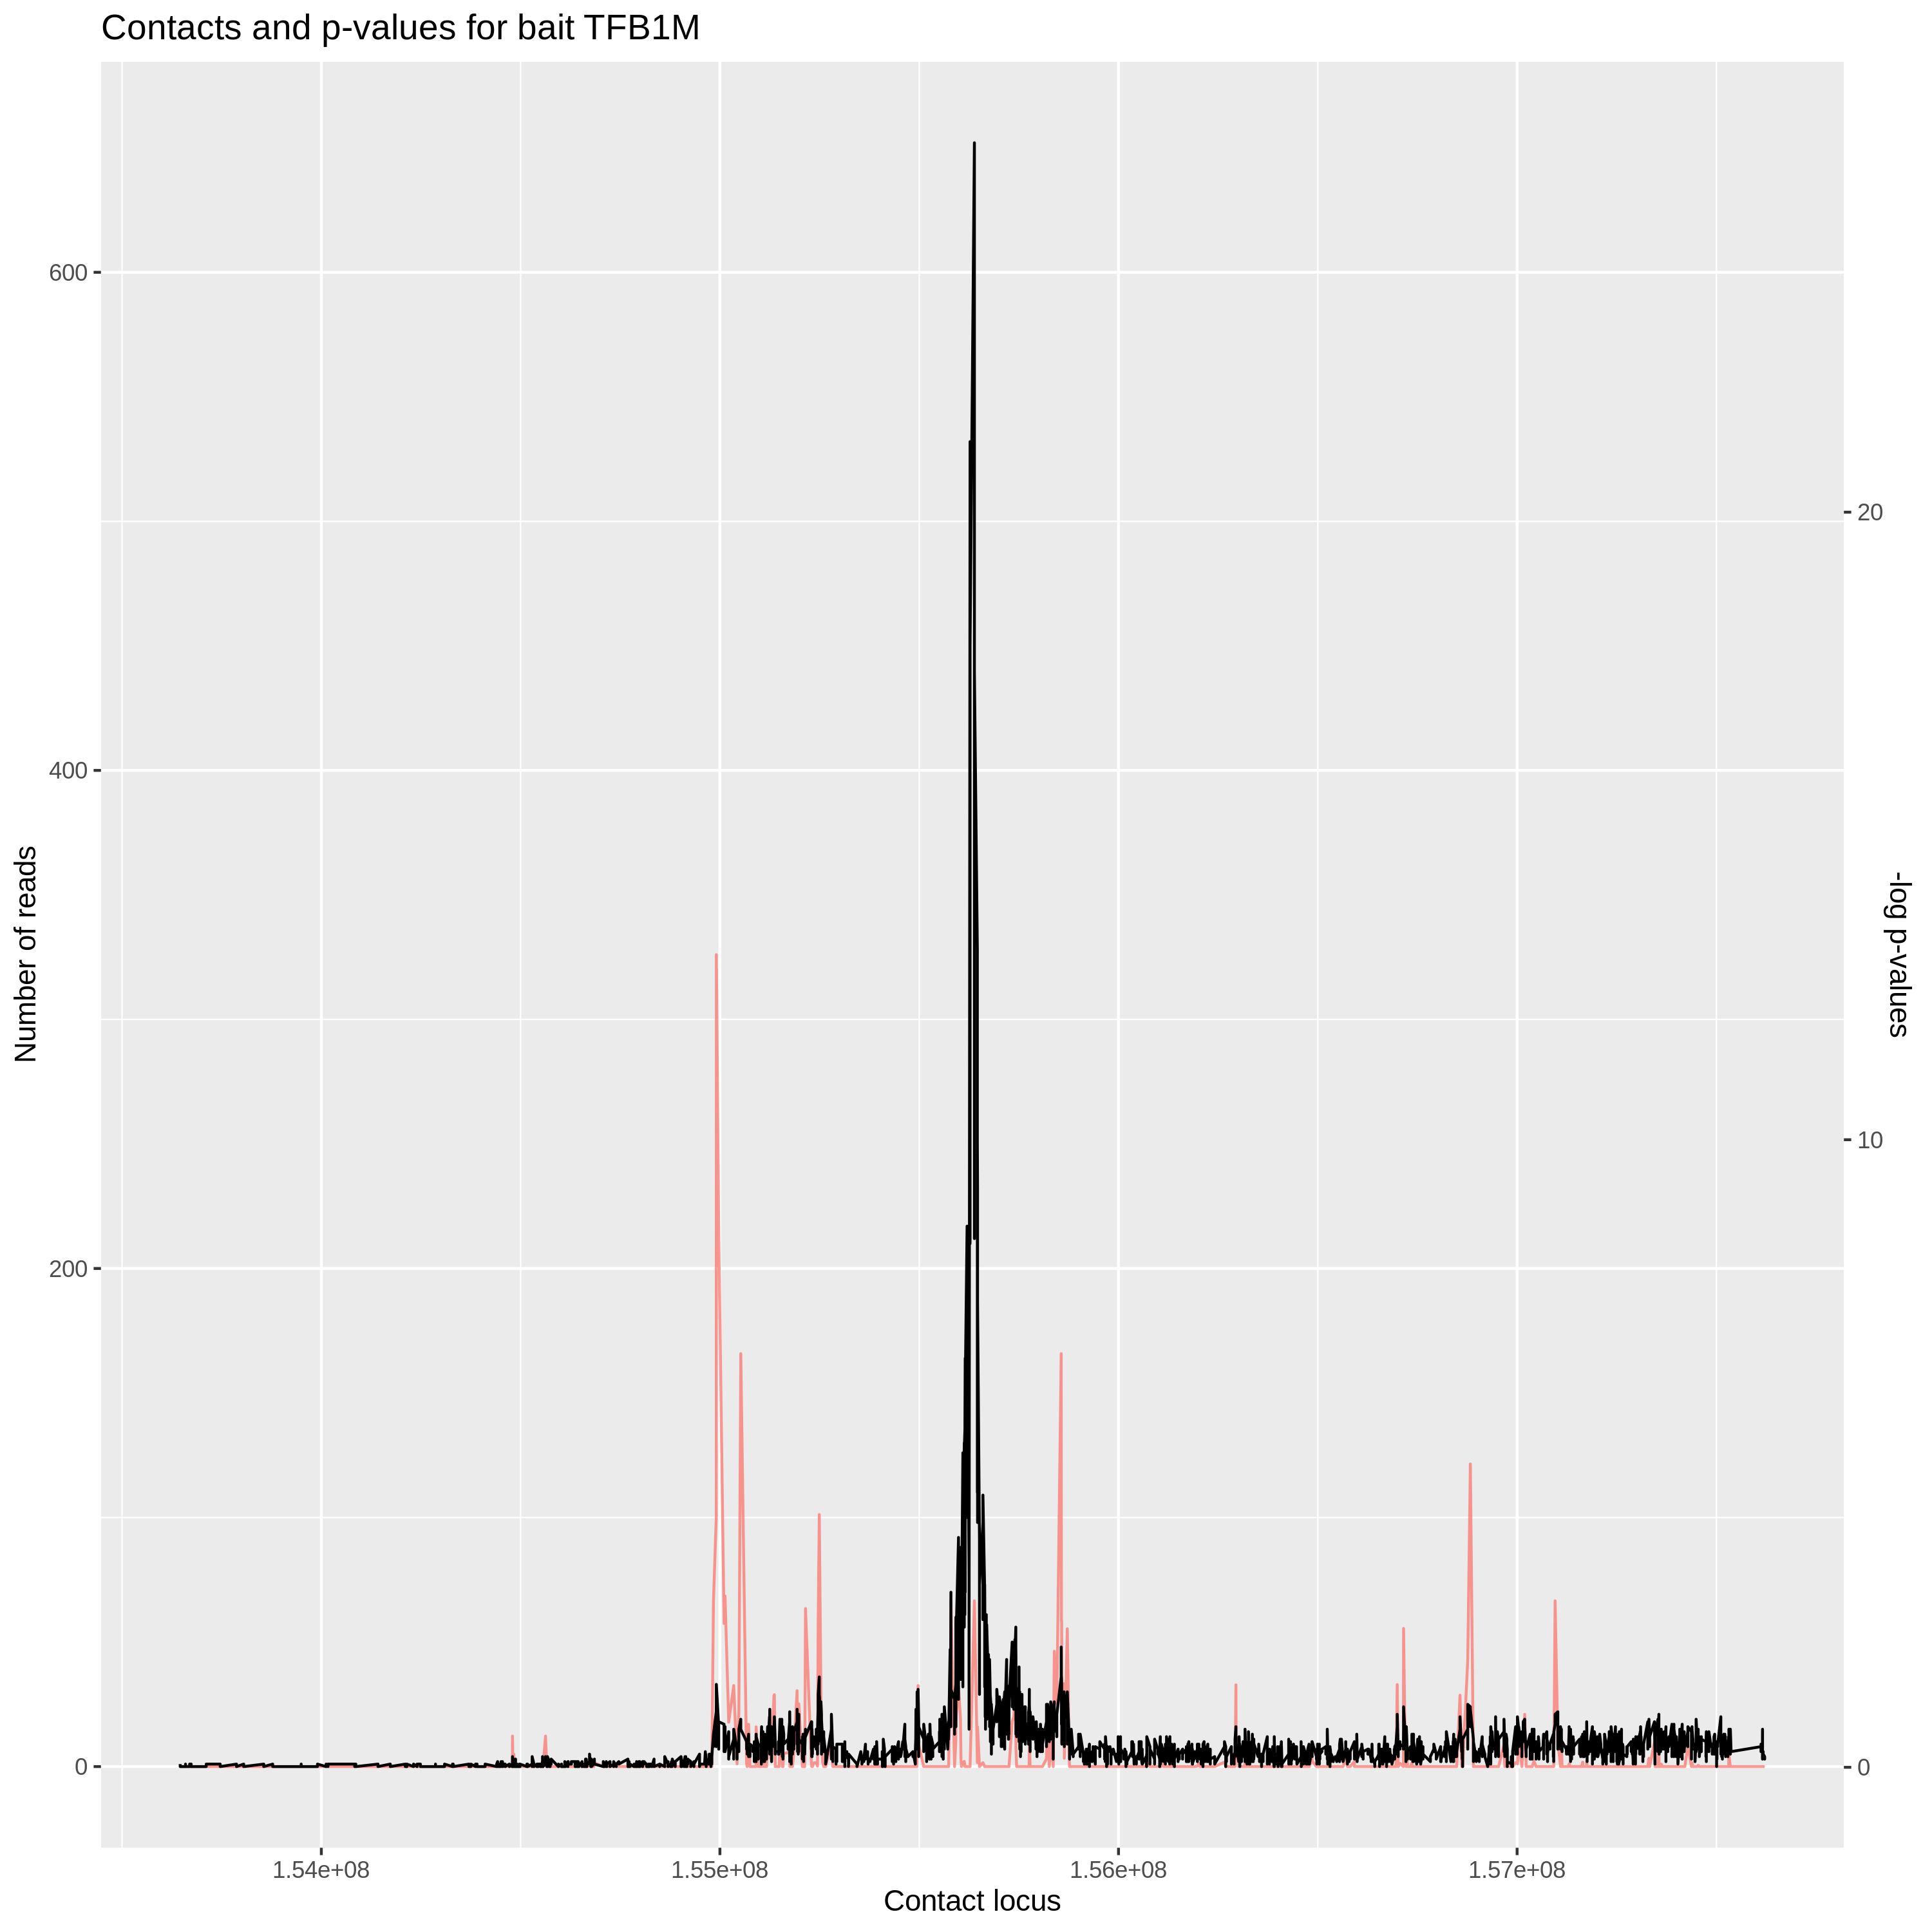 Contacts and p-values for bait TFB1M
600
400
200
0
Number of reads
20
10
0
-log p-values
1.54e+08
1.55e+08
1.56e+08
1.57e+08
Contact locus